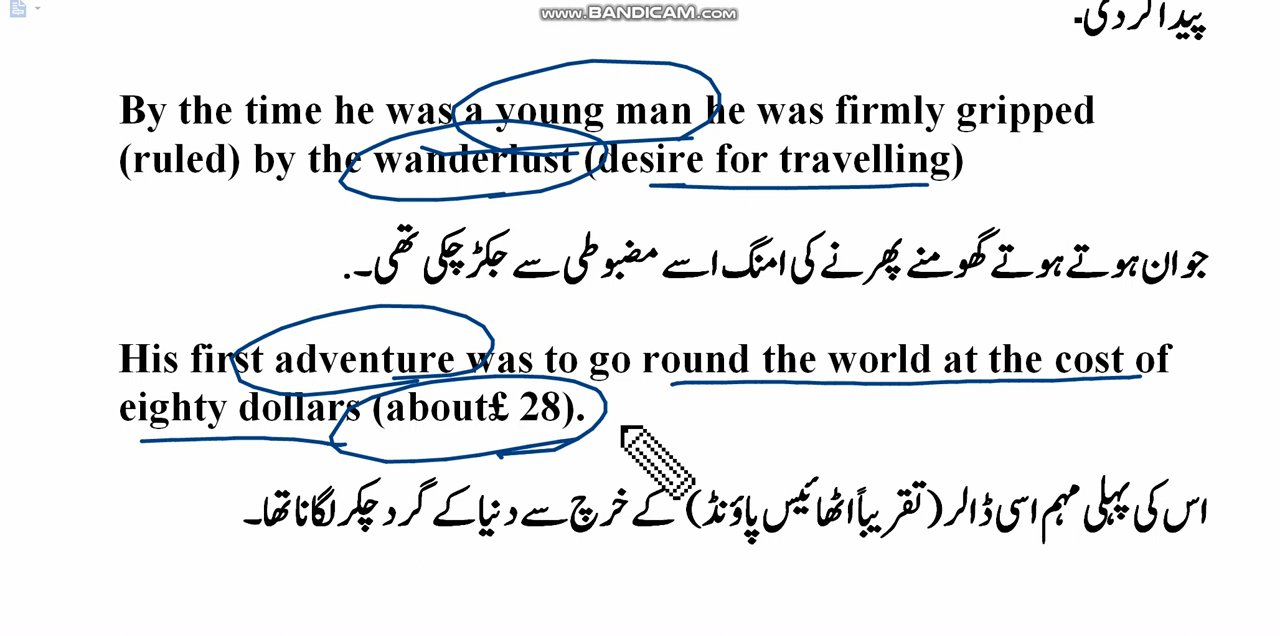 www.BANDICAM.com
پیدا کر دی۔
By the time he was a young man he was firmly gripped
(ruled) by the wanderlust (desire for travelling)
جوان ہوتے ہوتے گھومنے پھرنے کی امنگ اسے مضبوطی سے جکڑ چکی تھی۔.
His first adventure was to go round the world at the cost of
eighty dollars (about£ 28).
اس کی پہلی مہم اسی ڈالر (تقریباً اٹھائیس پاؤنڈ) کے خرچ سے دنیا کے گرد چکر لگانا تھا۔